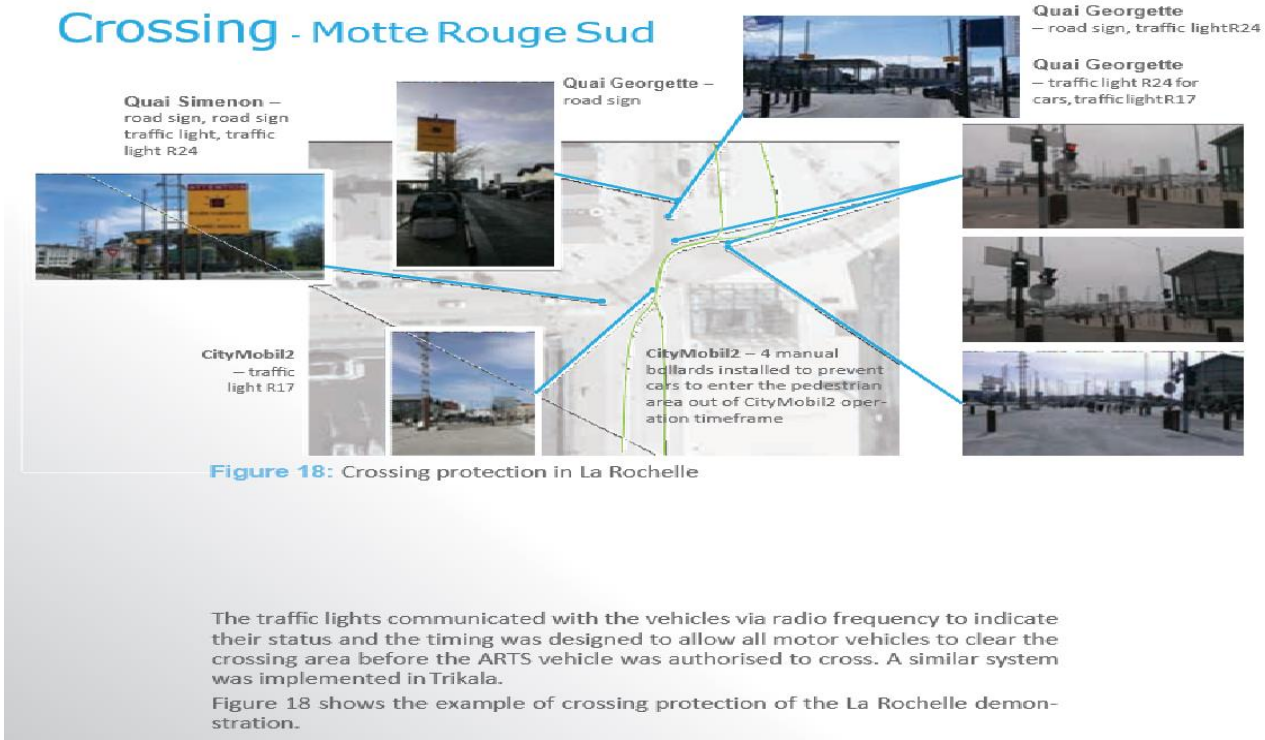 Crossing - Motte Rouge Sud
Quai Georgette
– road sign, traffic lightR24
Quai Georgette
– traffic light R24 for
cars, trafficlightR17
Quai Georgette –
road sign
Quai Simenon –
road sign, road sign
traffic light, traffic
light R24
CityMobil2
– traffic
light R17
CityMobil2 – 4 manual
bollards installed to prevent
cars to enter the pedestrian
area out of CityMobil2 oper-
ation timeframe
Figure 18: Crossing protection in La Rochelle
The traffic lights communicated with the vehicles via radio frequency to indicate
their status and the timing was designed to allow all motor vehicles to clear the
crossing area before the ARTS vehicle was authorised to cross. A similar system
was implemented in Trikala.
Figure 18 shows the example of crossing protection of the La Rochelle demon-
stration.